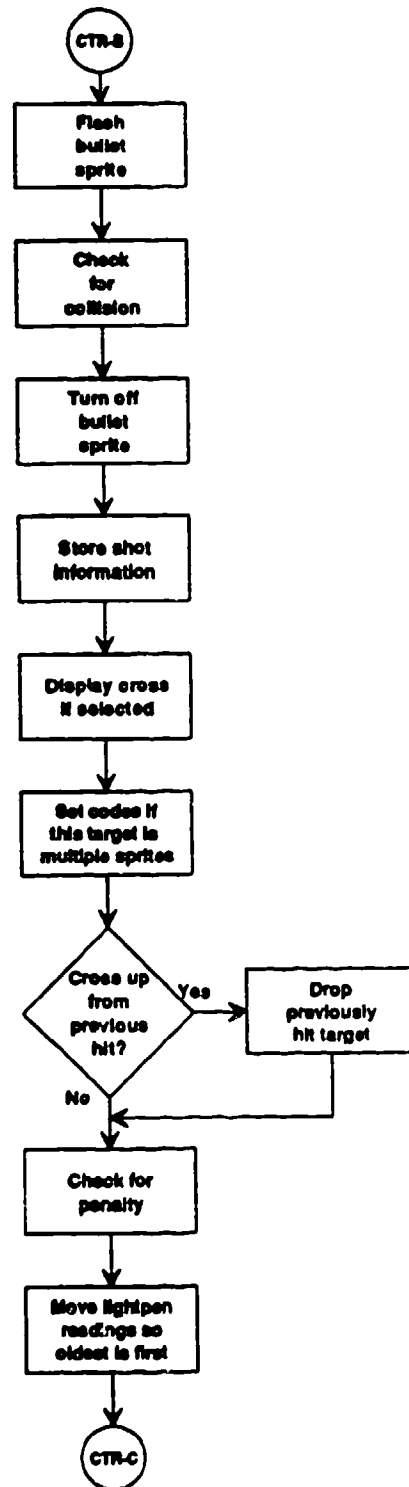 CTR-B
Flash
bullet
sprite
Check
for
collision
Turn off
bullet
sprite
Store shot
information
Display cross
if selected
Set codes if
this target is
multiple sprites
Cross up
from
previous
hit?
Yes
Drop
previously
hit target
No
Check for
penalty
Move lightpen
readings so
oldest is first
CTR-C